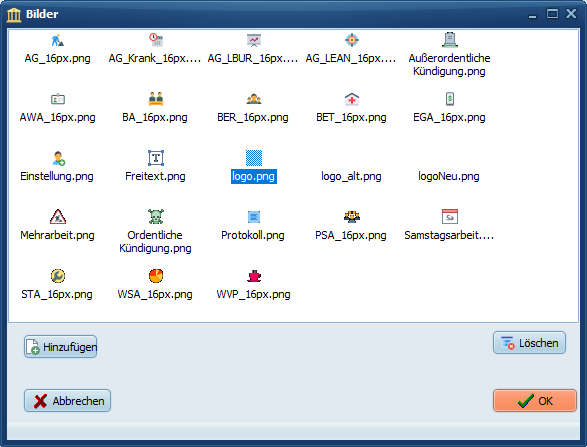 Bilder
AG_16px.png AG_Krank_16px.... AG_LBUR_16px.... AG_LEAN_16px.... Außerordentliche
Kündigung.png
AWA_16px.png BA_16px.png BER_16px.png BET_16px.png EGA_16px.png
Einstellung.png Freitext.png logo.png logo_alt.png logoNeu.png
Mehrarbeit.png Ordentliche
Kündigung.png Protokoll.png PSA_16px.png Samstagsarbeit....
STA_16px.png WSA_16px.png WVP_16px.png
Hinzufügen Löschen
Abbrechen OK